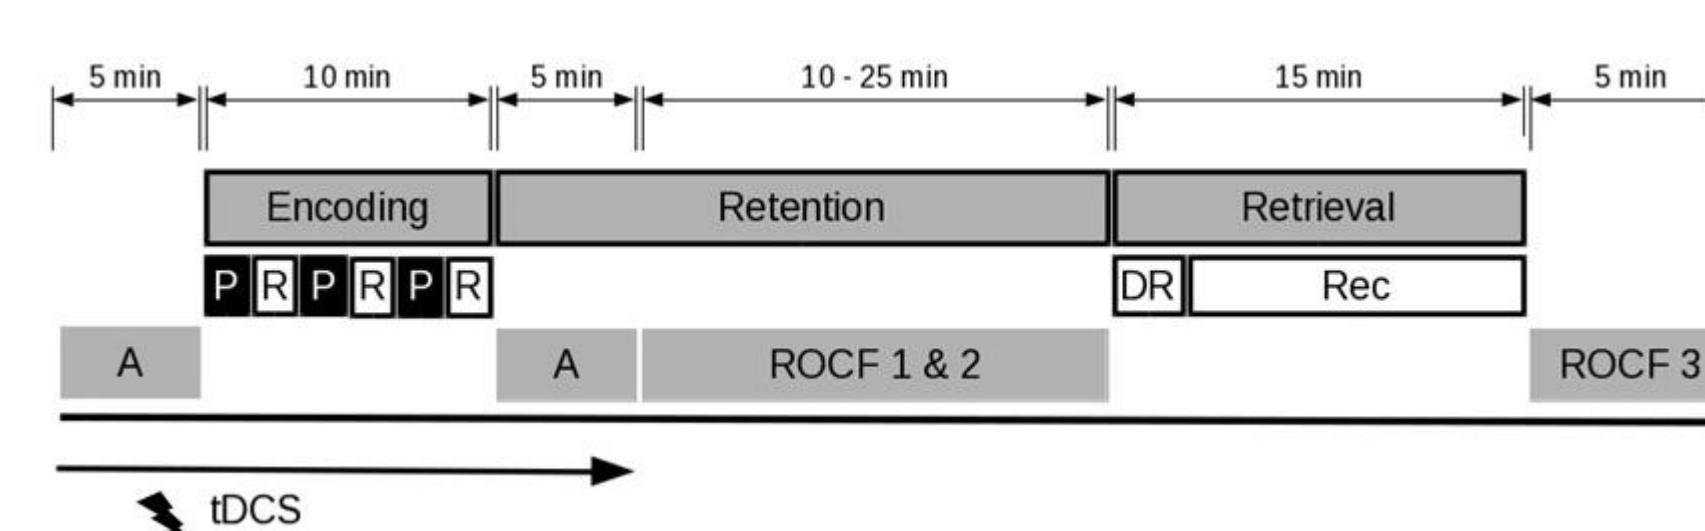 5 min 10 min 5 min 10 - 25 min 15 min 5 min
Encoding Retention Retrieval
P R P R P R DR Rec
A A ROCF 1 & 2 ROCF 3
tDCS